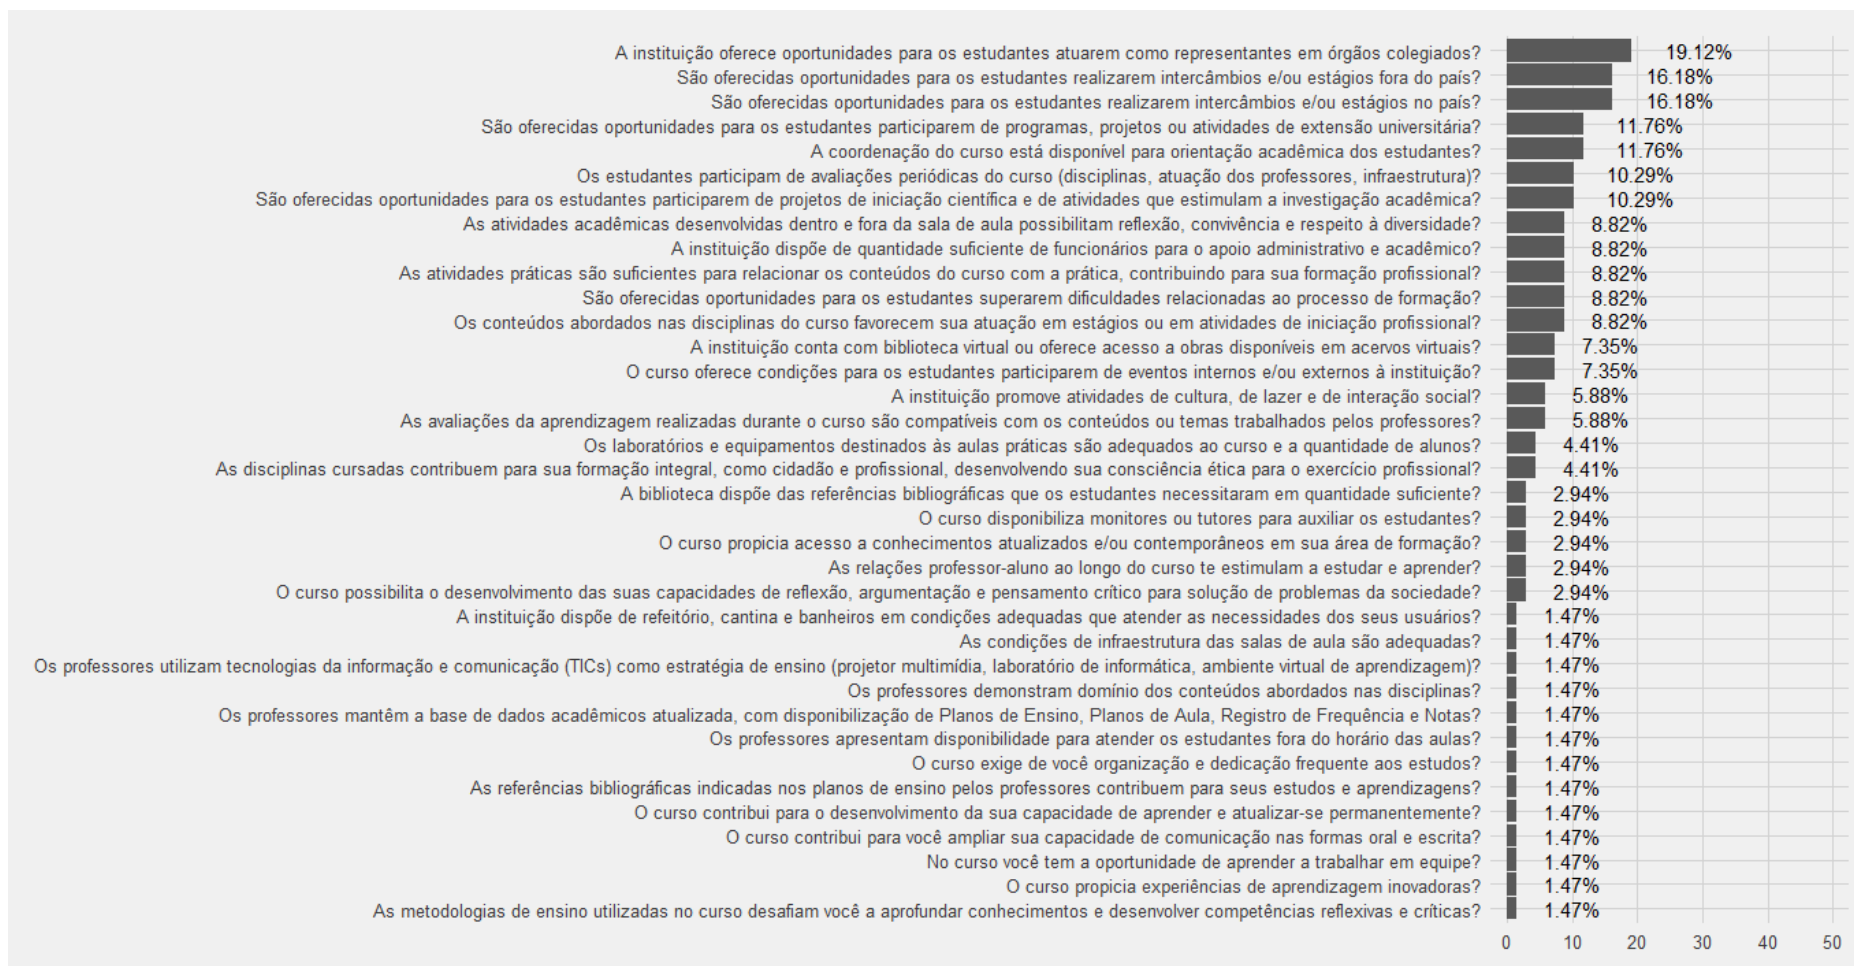 A instituição oferece oportunidades para os estudantes atuarem como representantes em órgãos colegiados? 19.12%
São oferecidas oportunidades para os estudantes realizarem intercâmbios e/ou estágios fora do país? 16.18%
São oferecidas oportunidades para os estudantes realizarem intercâmbios e/ou estágios no país? 16.18%
São oferecidas oportunidades para os estudantes participarem de programas, projetos ou atividades de extensão universitária? 11.76%
A coordenação do curso está disponível para orientação acadêmica dos estudantes? 11.76%
Os estudantes participam de avaliações periódicas do curso (disciplinas, atuação dos professores, infraestrutura)? 10.29%
São oferecidas oportunidades para os estudantes participarem de projetos de iniciação científica e de atividades que estimulam a investigação acadêmica? 10.29%
As atividades acadêmicas desenvolvidas dentro e fora da sala de aula possibilitam reflexão, convivência e respeito à diversidade? 8.82%
A instituição dispõe de quantidade suficiente de funcionários para o apoio administrativo e acadêmico? 8.82%
As atividades práticas são suficientes para relacionar os conteúdos do curso com a prática, contribuindo para sua formação profissional? 8.82%
São oferecidas oportunidades para os estudantes superarem dificuldades relacionadas ao processo de formação? 8.82%
Os conteúdos abordados nas disciplinas do curso favorecem sua atuação em estágios ou em atividades de iniciação profissional? 8.82%
A instituição conta com biblioteca virtual ou oferece acesso a obras disponíveis em acervos virtuais? 7.35%
O curso oferece condições para os estudantes participarem de eventos internos e/ou externos à instituição? 7.35%
A instituição promove atividades de cultura, de lazer e de interação social? 5.88%
As avaliações da aprendizagem realizadas durante o curso são compatíveis com os conteúdos ou temas trabalhados pelos professores? 5.88%
Os laboratórios e equipamentos destinados às aulas práticas são adequados ao curso e a quantidade de alunos? 4.41%
As disciplinas cursadas contribuem para sua formação integral, como cidadão e profissional, desenvolvendo sua consciência ética para o exercício profissional? 4.41%
A biblioteca dispõe das referências bibliográficas que os estudantes necessitaram em quantidade suficiente? 2.94%
O curso disponibiliza monitores ou tutores para auxiliar os estudantes? 2.94%
O curso propicia acesso a conhecimentos atualizados e/ou contemporâneos em sua área de formação? 2.94%
As relações professor-aluno ao longo do curso te estimulam a estudar e aprender? 2.94%
O curso possibilita o desenvolvimento das suas capacidades de reflexão, argumentação e pensamento crítico para solução de problemas da sociedade? 2.94%
A instituição dispõe de refeitório, cantina e banheiros em condições adequadas que atender as necessidades dos seus usuários? 1.47%
As condições de infraestrutura das salas de aula são adequadas? 1.47%
Os professores utilizam tecnologias da informação e comunicação (TICs) como estratégia de ensino (projetor multimídia, laboratório de informática, ambiente virtual de aprendizagem)? 1.47%
Os professores demonstram domínio dos conteúdos abordados nas disciplinas? 1.47%
Os professores mantêm a base de dados acadêmicos atualizada, com disponibilização de Planos de Ensino, Planos de Aula, Registro de Frequência e Notas? 1.47%
Os professores apresentam disponibilidade para atender os estudantes fora do horário das aulas? 1.47%
O curso exige de você organização e dedicação frequente aos estudos? 1.47%
As referências bibliográficas indicadas nos planos de ensino pelos professores contribuem para seus estudos e aprendizagens? 1.47%
O curso contribui para o desenvolvimento da sua capacidade de aprender e atualizar-se permanentemente? 1.47%
O curso contribui para você ampliar sua capacidade de comunicação nas formas oral e escrita? 1.47%
No curso você tem a oportunidade de aprender a trabalhar em equipe? 1.47%
O curso propicia experiências de aprendizagem inovadoras? 1.47%
As metodologias de ensino utilizadas no curso desafiam você a aprofundar conhecimentos e desenvolver competências reflexivas e críticas? 1.47%
0 10 20 30 40 50